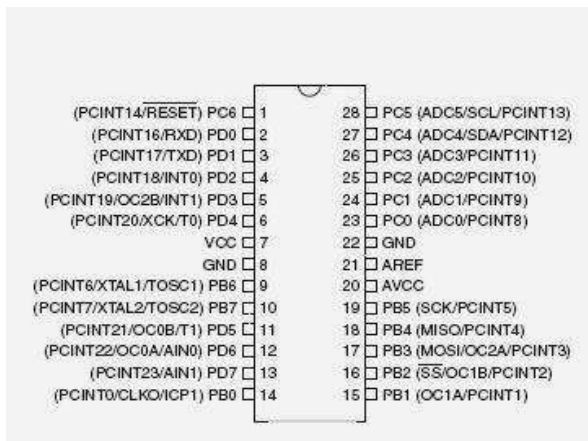 (PCINT14/RESET) PC6 1 28 PC5 (ADC5/SCL/PCINT13)
(PCINT16/RXD) PD0 2 27 PC4 (ADC4/SDA/PCINT12)
(PCINT17/TXD) PD1 3 26 PC3 (ADC3/PCINT11)
(PCINT18/INT0) PD2 4 25 PC2 (ADC2/PCINT10)
(PCINT19/OC2B/INT1) PD3 5 24 PC1 (ADC1/PCINT9)
(PCINT20/XCK/T0) PD4 6 23 PC0 (ADC0/PCINT8)
VCC 7 22 GND
GND 8 21 AREF
(PCINT6/XTAL1/TOSC1) PB6 9 20 AVCC
(PCINT7/XTAL2/TOSC2) PB7 10 19 PB5 (SCK/PCINT5)
(PCINT21/OC0B/T1) PD5 11 18 PB4 (MISO/PCINT4)
(PCINT22/OC0A/AIN0) PD6 12 17 PB3 (MOSI/OC2A/PCINT3)
(PCINT23/AIN1) PD7 13 16 PB2 (SS/OC1B/PCINT2)
(PCINT0/CLKO/ICP1) PB0 14 15 PB1 (OC1A/PCINT1)